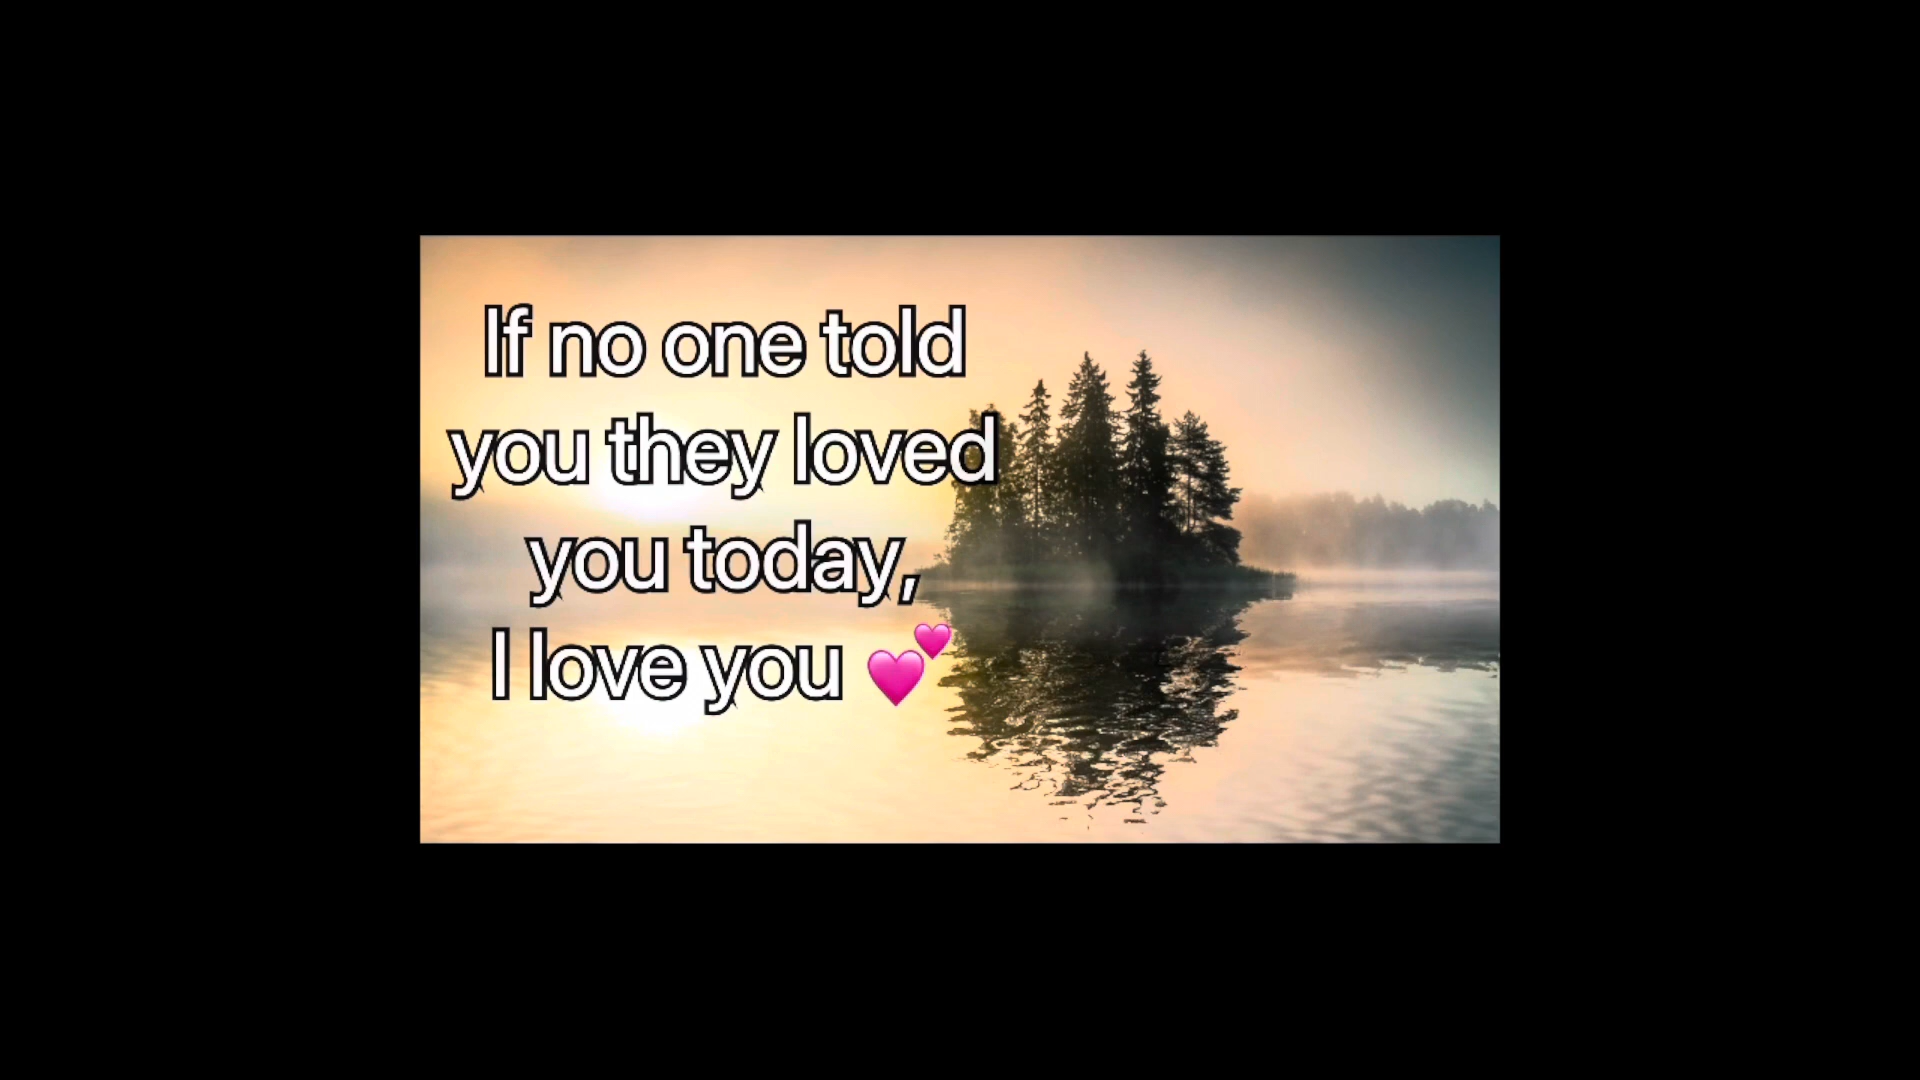 If no one told
you they loved
you today,
I love you 💕